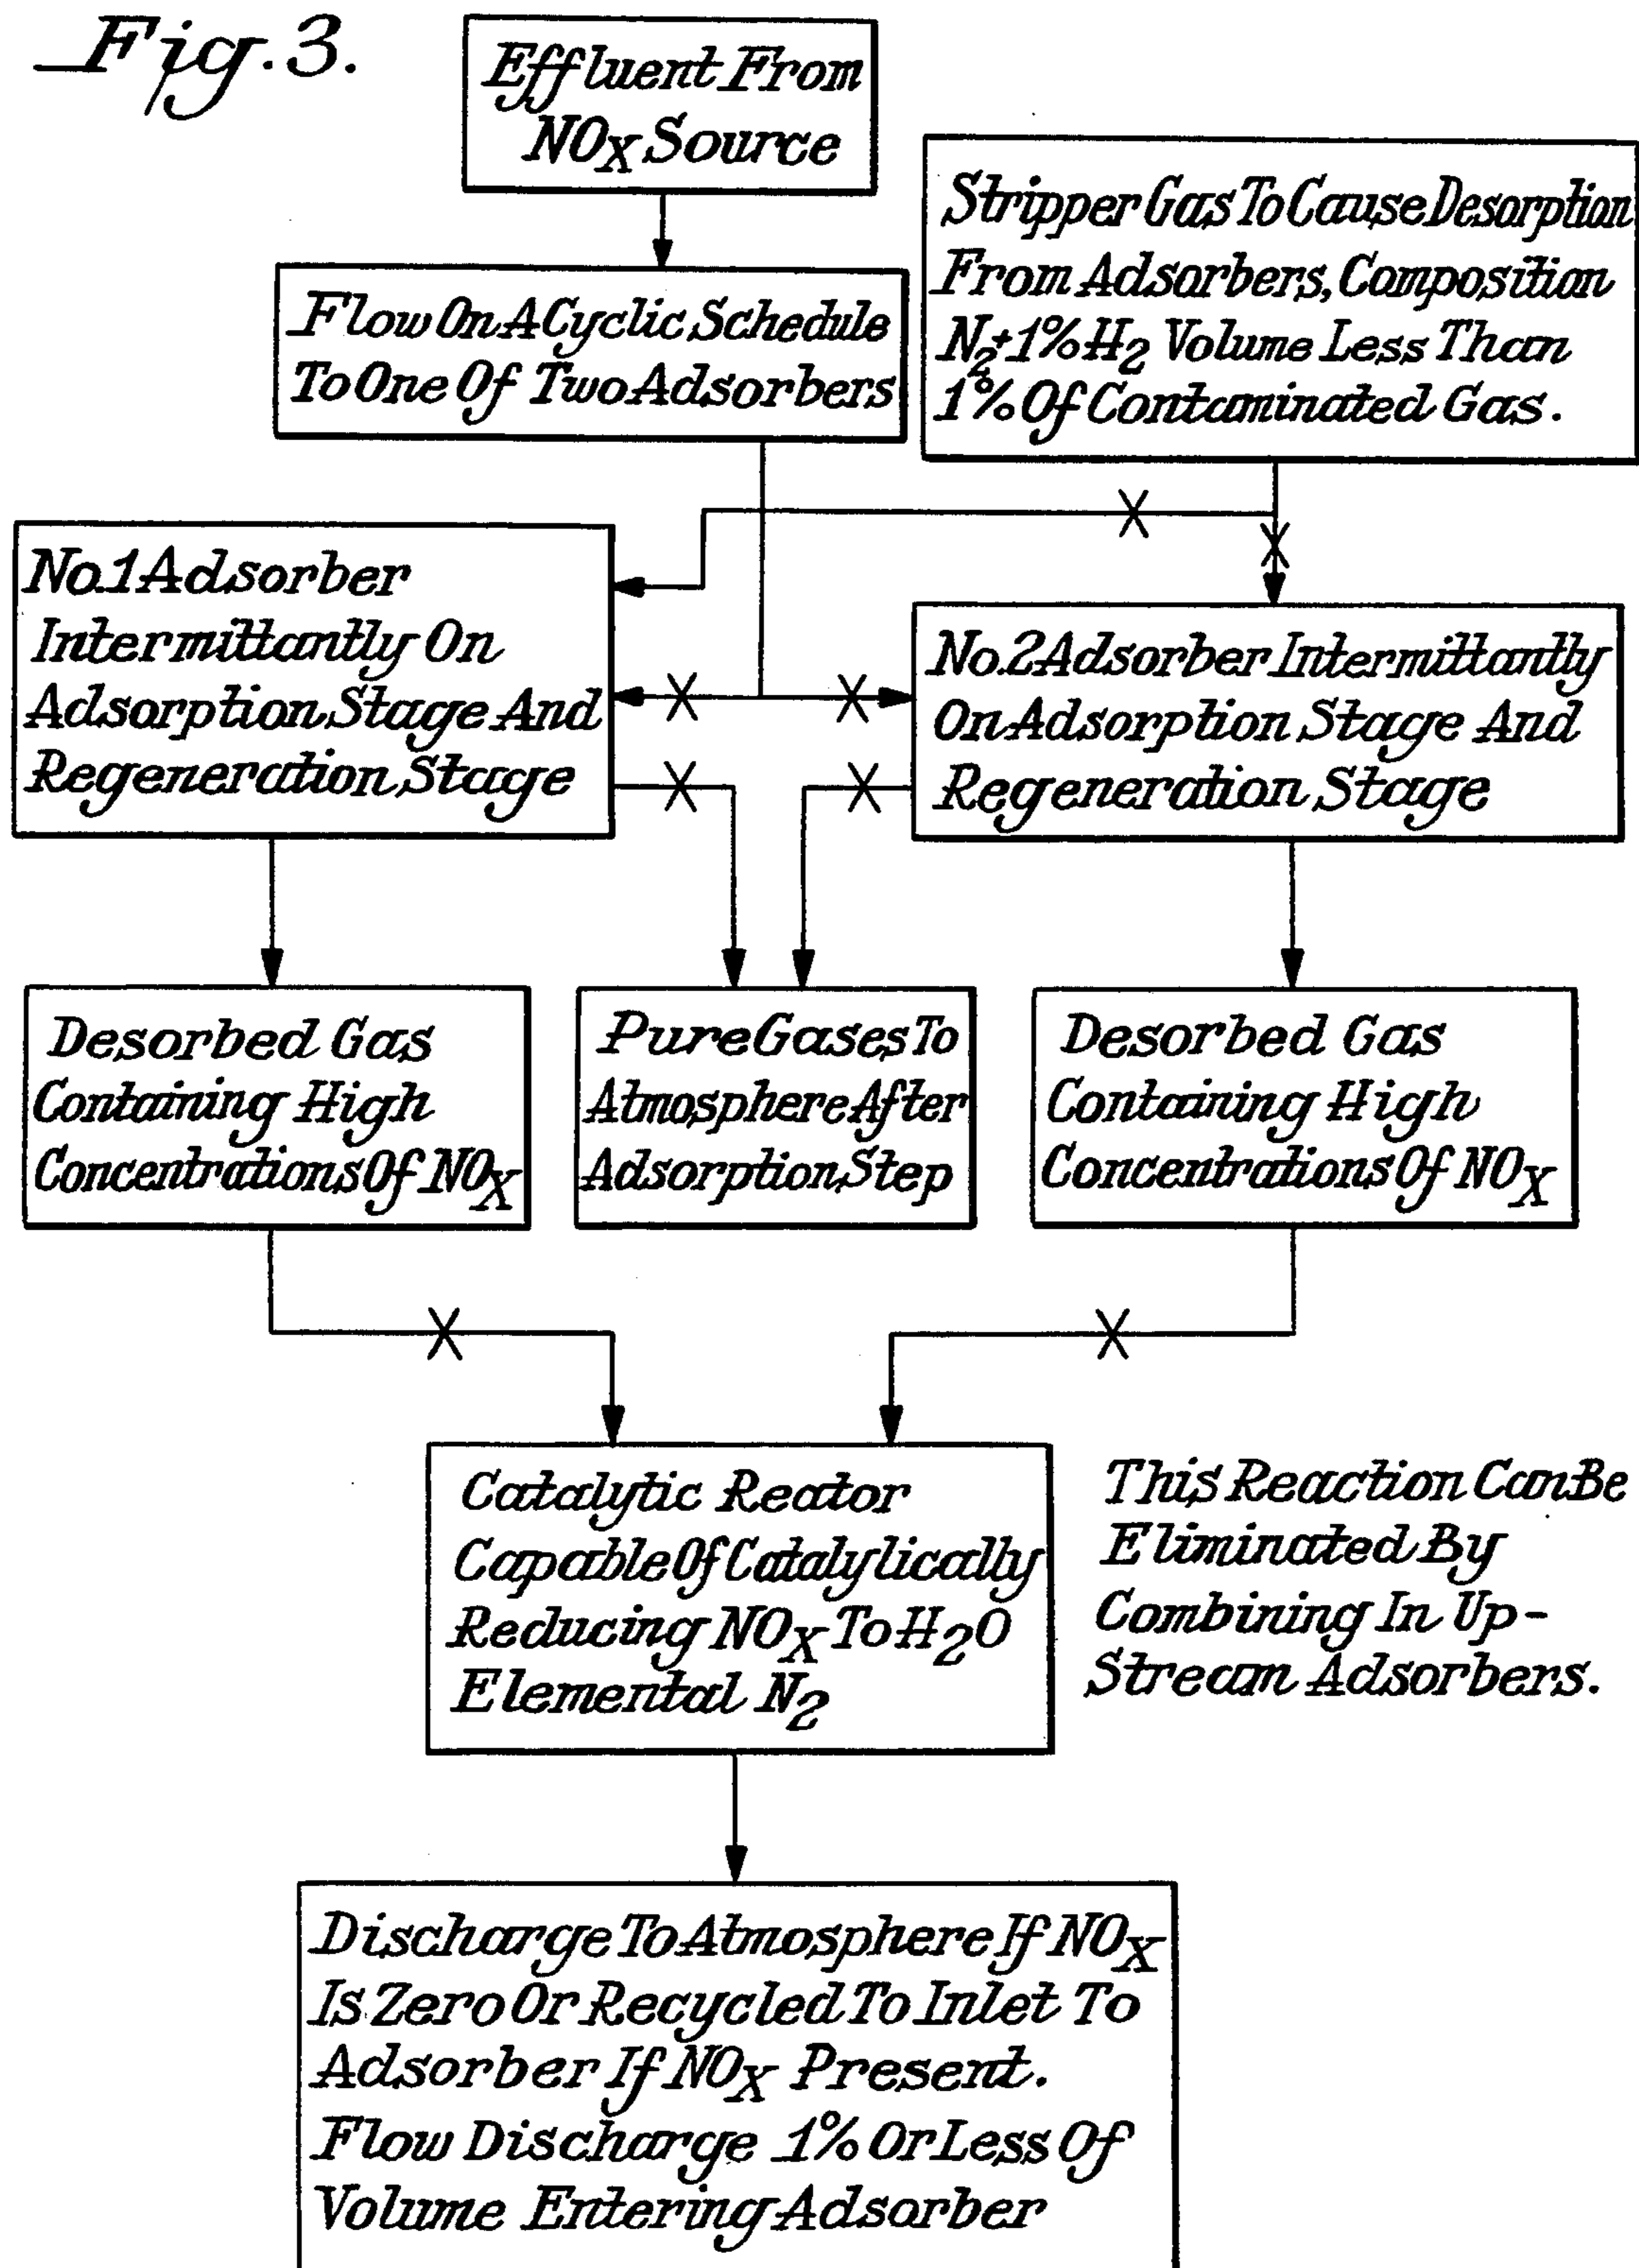 Fig. 3.
Effluent From
NOX Source
Stripper Gas To Cause Desorption
From Adsorbers, Composition
N2+1% H2 Volume Less Than
1% Of Contaminated Gas.
Flow On A Cyclic Schedule
To One Of Two Adsorbers
No.1 Adsorber
Intermittantly On
Adsorption Stage And
Regeneration Stage
No.2 Adsorber Intermittantly
On Adsorption Stage And
Regeneration Stage
Desorbed Gas
Containing High
Concentrations Of NOX
Pure Gases To
Atmosphere After
Adsorption Step
Desorbed Gas
Containing High
Concentrations Of NOX
Catalytic Reator
Capable Of Catalylically
Reducing NOX To H2O
Elemental N2
This Reaction Can Be
Eliminated By
Combining In Up-
Stream Adsorbers.
Discharge To Atmosphere If NOX
Is Zero Or Recycled To Inlet To
Adsorber If NOX Present.
Flow Discharge 1% Or Less Of
Volume Entering Adsorber